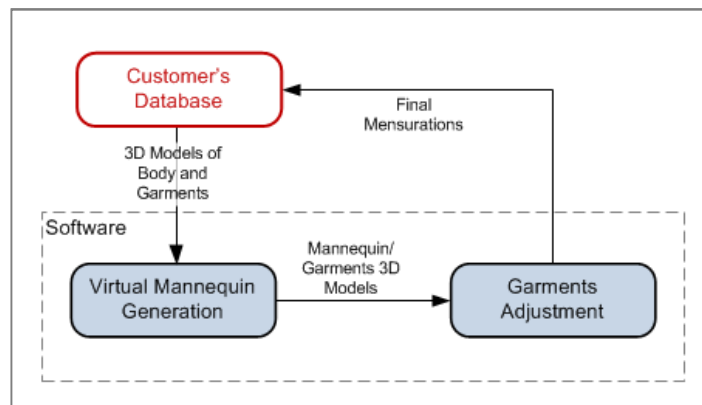 Customer's
Database
Final
Mensurations
3D Models of
Body and
Garments
Software
Virtual Mannequin
Generation
Mannequin/
Garments 3D
Models
Garments
Adjustment